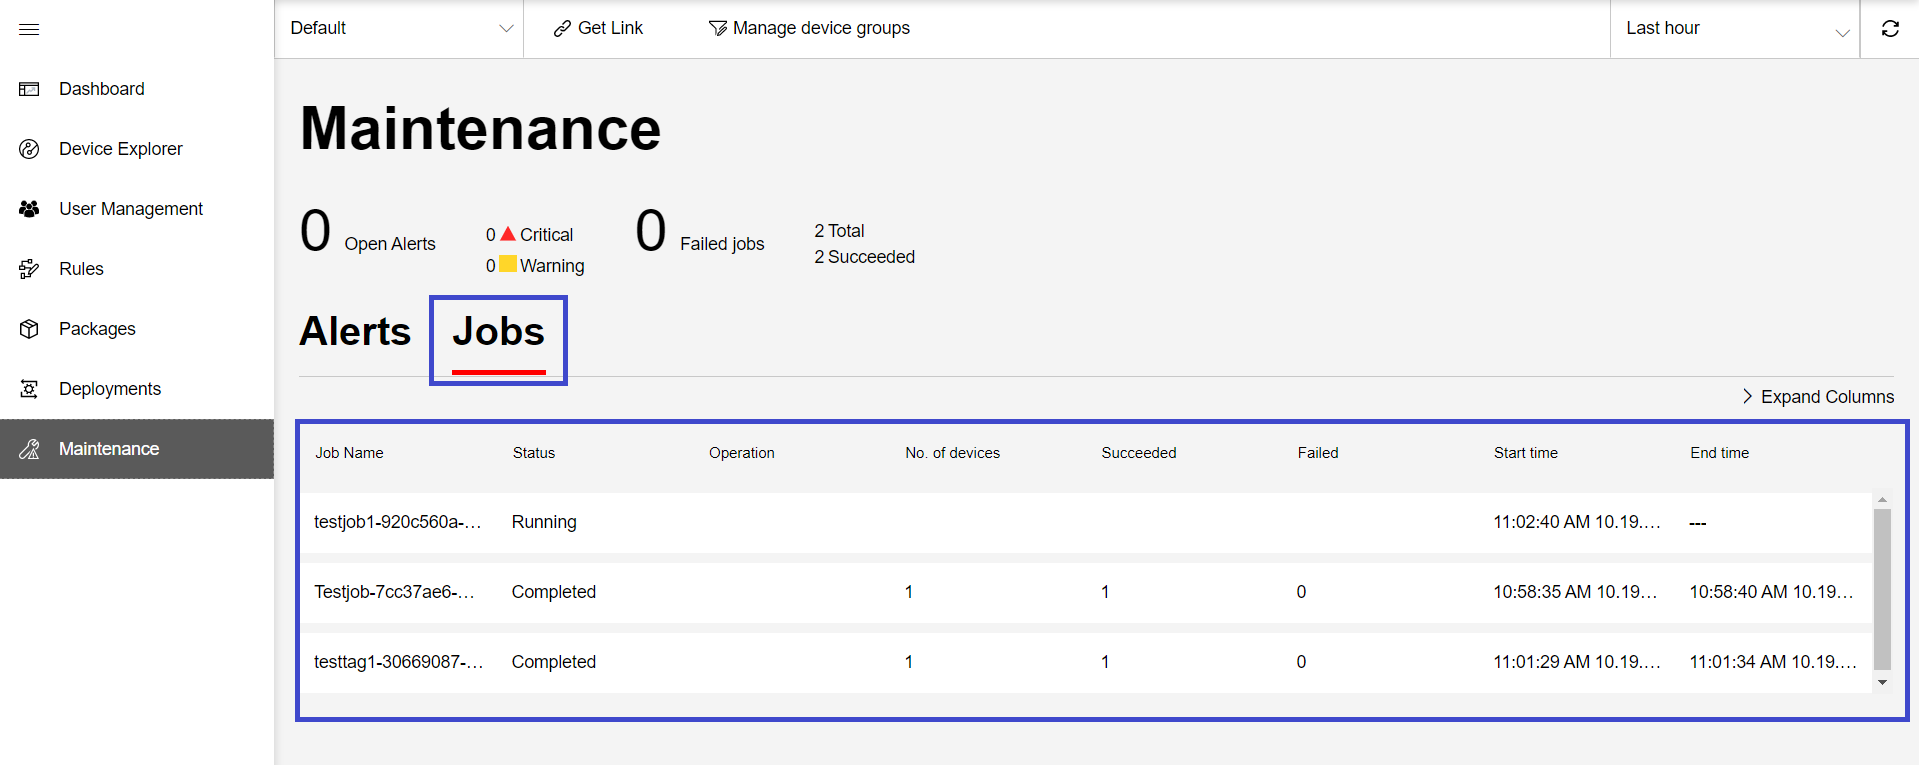 Default
Get Link
Manage device groups
Last hour
Dashboard
Device Explorer
User Management
Rules
Packages
Deployments
Maintenance
Maintenance
0 Open Alerts
0 Critical
0 Warning
0 Failed jobs
2 Total
2 Succeeded
Alerts Jobs
Expand Columns
Job Name Status Operation No. of devices Succeeded Failed Start time End time
testjob1-920c560a-... Running 11:02:40 AM 10.19.... ---
Testjob-7cc37ae6-... Completed 1 1 0 10:58:35 AM 10.19... 10:58:40 AM 10.19...
testtag1-30669087-... Completed 1 1 0 11:01:29 AM 10.19.... 11:01:34 AM 10.19....